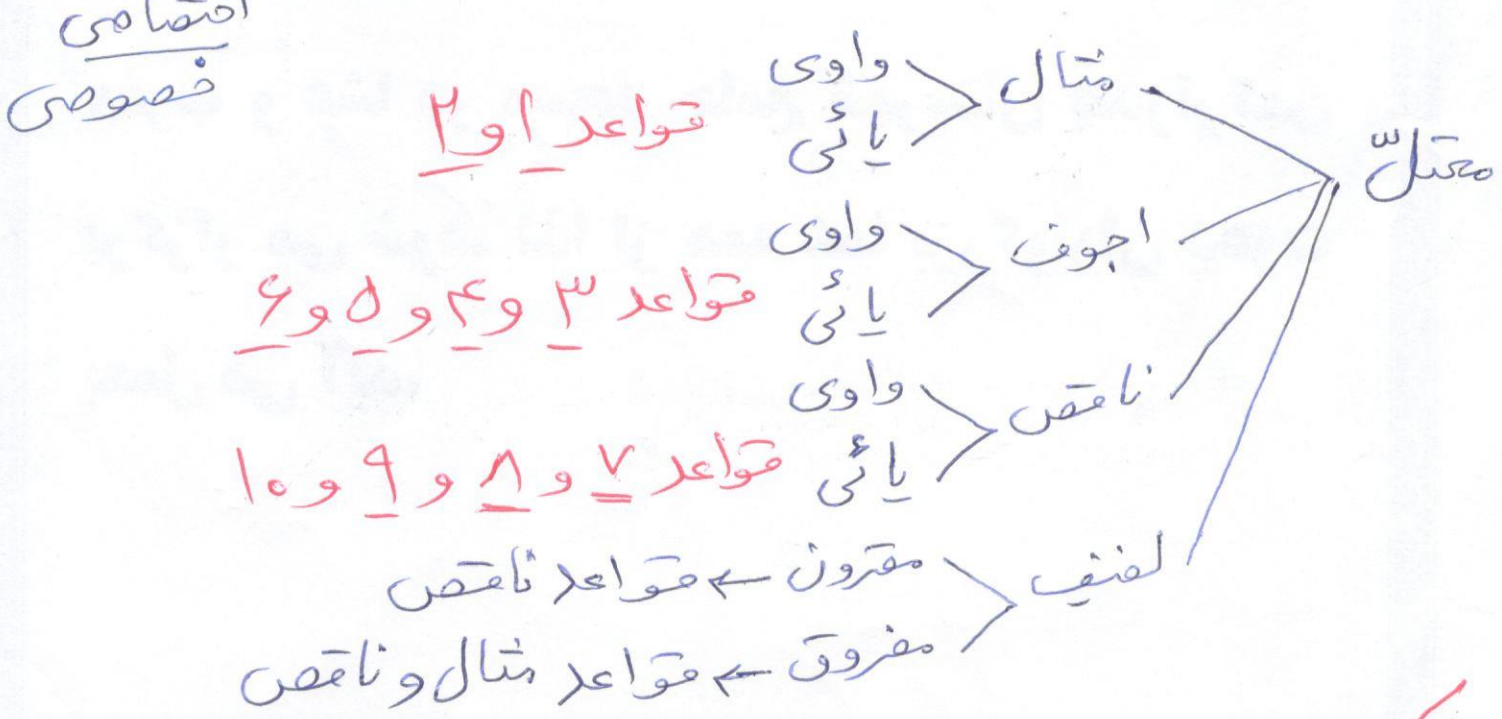 اختصاصی
خصوصی
معتلّ
مثال
واوی
یائی
قواعد ۱ و ۲
اجوف
واوی
یائی
قواعد ۳ و ۴ و ۵ و ۶
ناقص
واوی
یائی
قواعد ۷ و ۸ و ۹ و ۱۰
لفیف
مقرون ← قواعد ناقص
مفروق ← قواعد مثال و ناقص